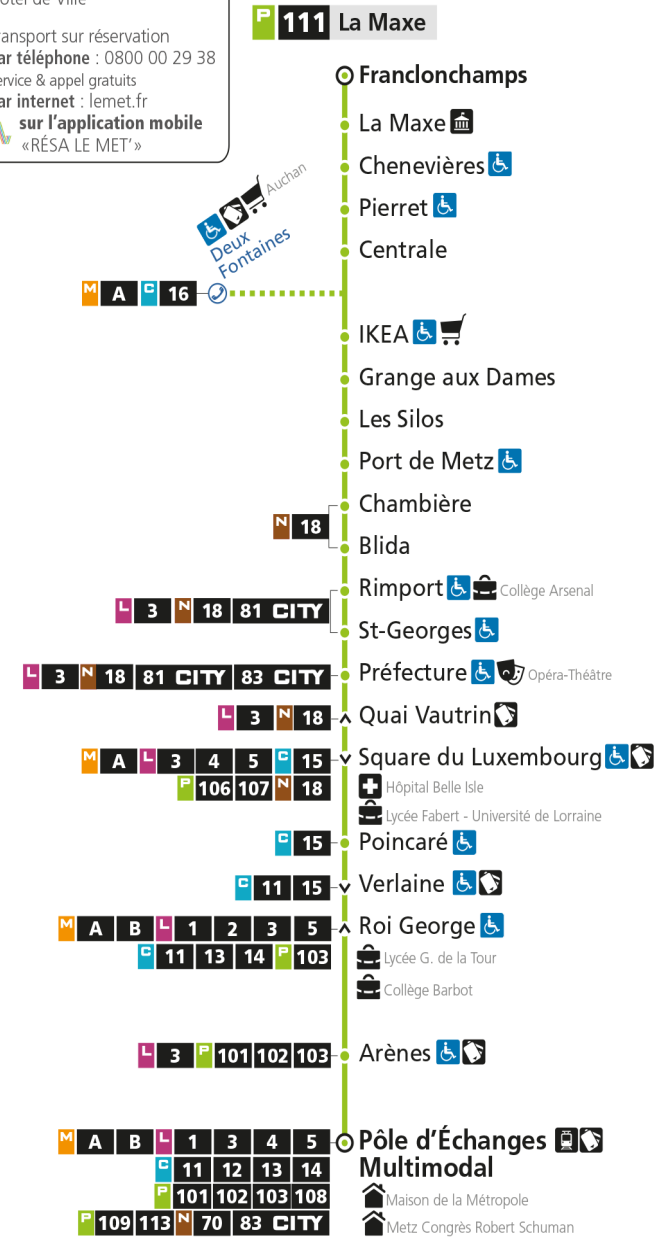 Hôtel de Ville
P 111 La Maxe
Transport sur réservation
par téléphone : 0800 00 29 38
service & appel gratuits
par internet : lemet.fr
sur l'application mobile
«RÉSA LE MET'»
Franclonchamps
La Maxe
Chenevières
Pierret
Auchan
Deux
Fontaines
Centrale
M A C 16
IKEA
Grange aux Dames
Les Silos
Port de Metz
Chambière
N 18
Blida
Rimport Collège Arsenal
L 3 N 18 81 CITY
St-Georges
L 3 N 18 81 CITY 83 CITY Préfecture Opéra-Théâtre
L 3 N 18 Quai Vautrin
M A L 3 4 5 C 15 Square du Luxembourg
P 106 107 N 18 Hôpital Belle Isle
Lycée Fabert - Université de Lorraine
C 15 Poincaré
C 11 15 Verlaine
M A B L 1 2 3 5 Roi George
C 11 13 14 P 103 Lycée G. de la Tour
Collège Barbot
L 3 P 101 102 103 Arènes
M A B L 1 3 4 5 Pôle d'Échanges
C 11 12 13 14 Multimodal
P 101 102 103 108 Maison de la Métropole
P 109 113 N 70 83 CITY Metz Congrès Robert Schuman